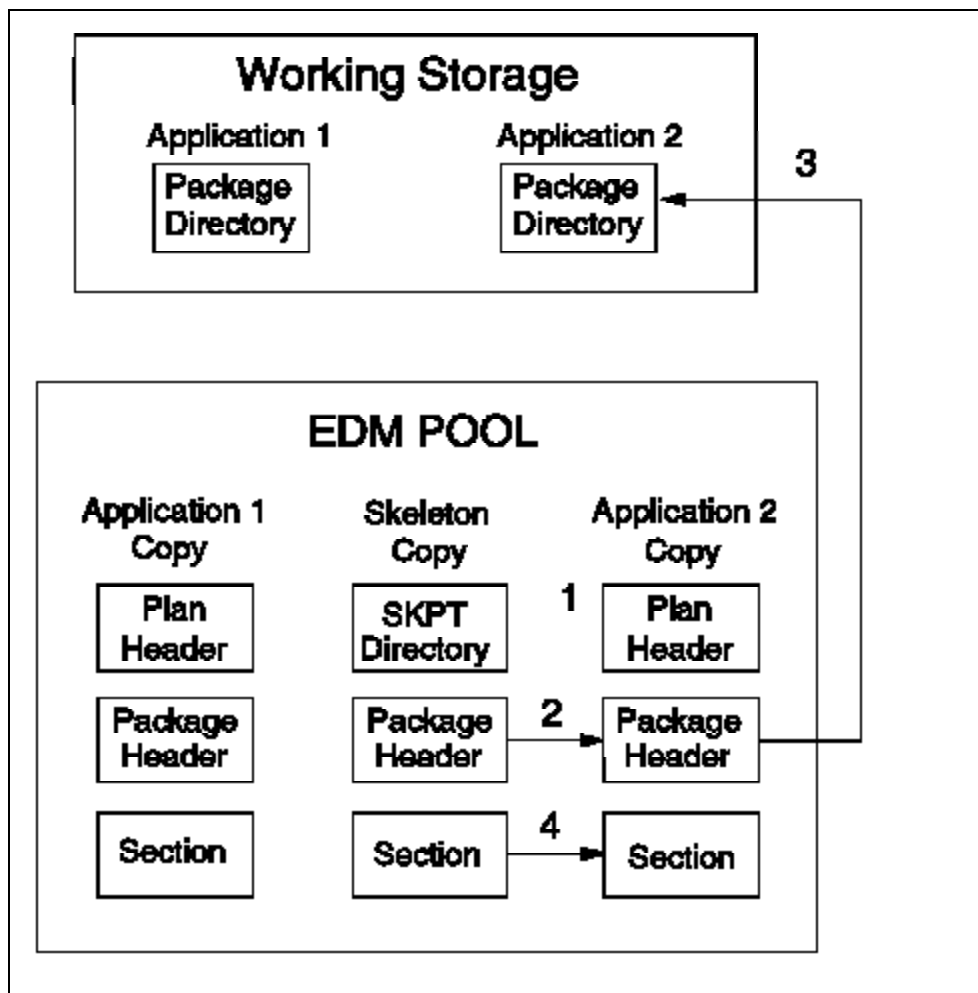 Working Storage
Application 1
Package
Directory
Application 2
Package
Directory
3
EDM POOL
Application 1
Copy
Skeleton
Copy
Application 2
Copy
Plan
Header
SKPT
Directory
1
Plan
Header
Package
Header
Package
Header
2
Package
Header
Section
Section
4
Section